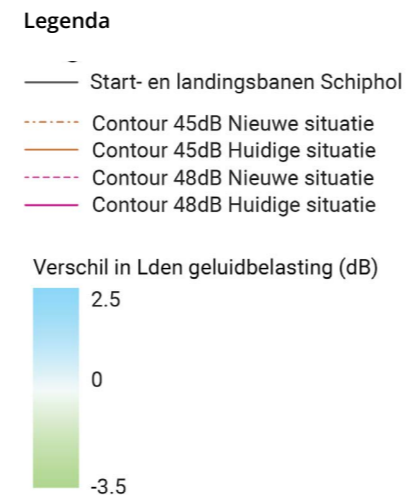 Legenda
Start- en landingsbanen Schiphol
Contour 45dB Nieuwe situatie
Contour 45dB Huidige situatie
Contour 48dB Nieuwe situatie
Contour 48dB Huidige situatie
Verschil in Lden geluidbelasting (dB)
2.5
0
-3.5